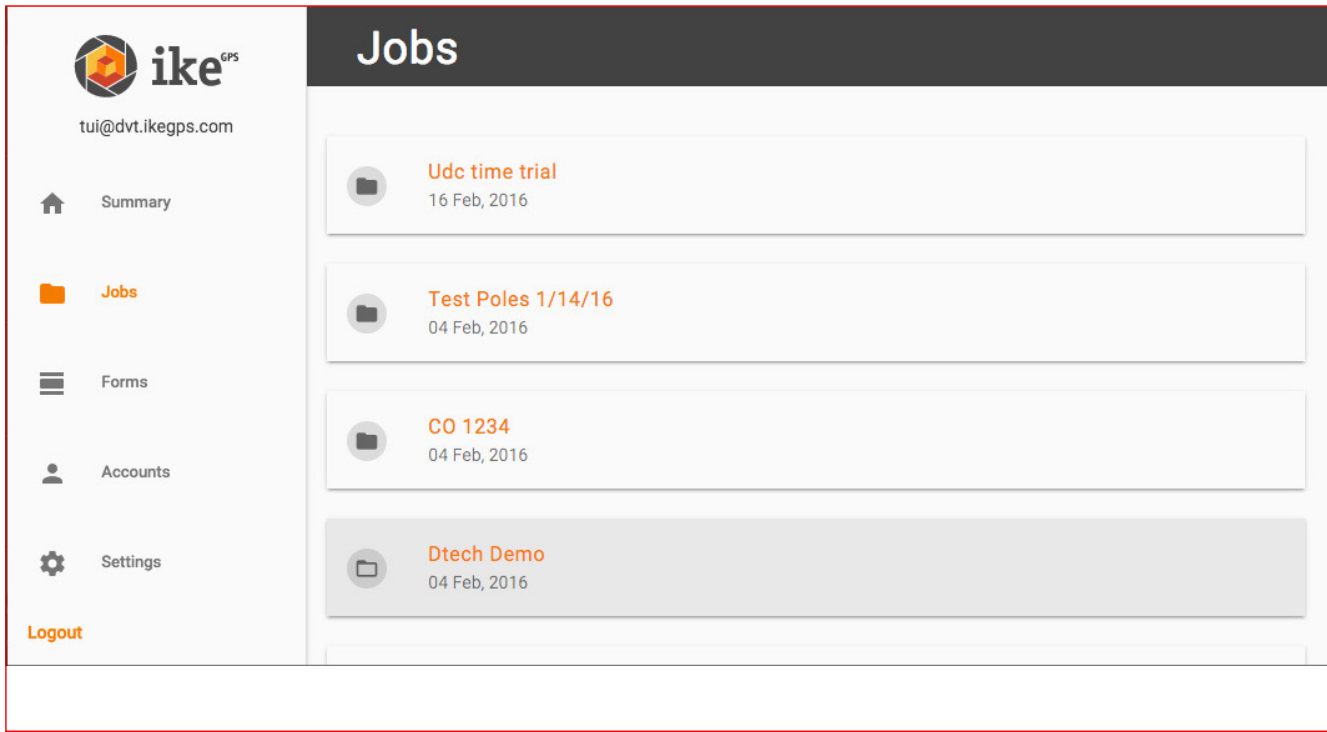 ike GPS
tui@dvt.ikegps.com
Summary
Jobs
Forms
Accounts
Settings
Logout
Jobs
Udc time trial
16 Feb, 2016
Test Poles 1/14/16
04 Feb, 2016
CO 1234
04 Feb, 2016
Dtech Demo
04 Feb, 2016